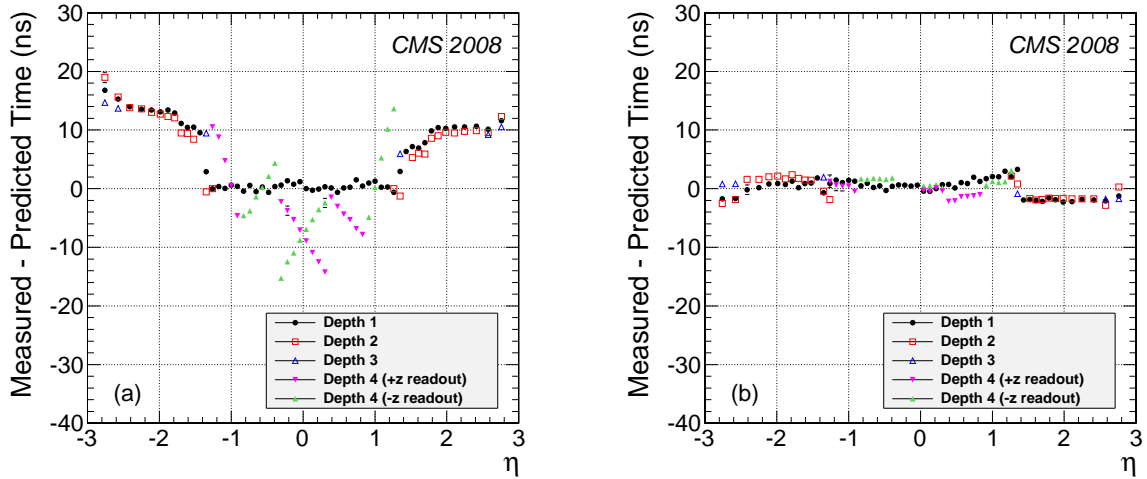 Measured - Predicted Time (ns)
30
20
10
0
-10
-20
-30
-40
CMS 2008
Depth 1
Depth 2
Depth 3
Depth 4 (+z readout)
Depth 4 (-z readout)
(a)
-3 -2 -1 0 1 2 3
η
Measured - Predicted Time (ns)
30
20
10
0
-10
-20
-30
-40
CMS 2008
Depth 1
Depth 2
Depth 3
Depth 4 (+z readout)
Depth 4 (-z readout)
(b)
-3 -2 -1 0 1 2 3
η